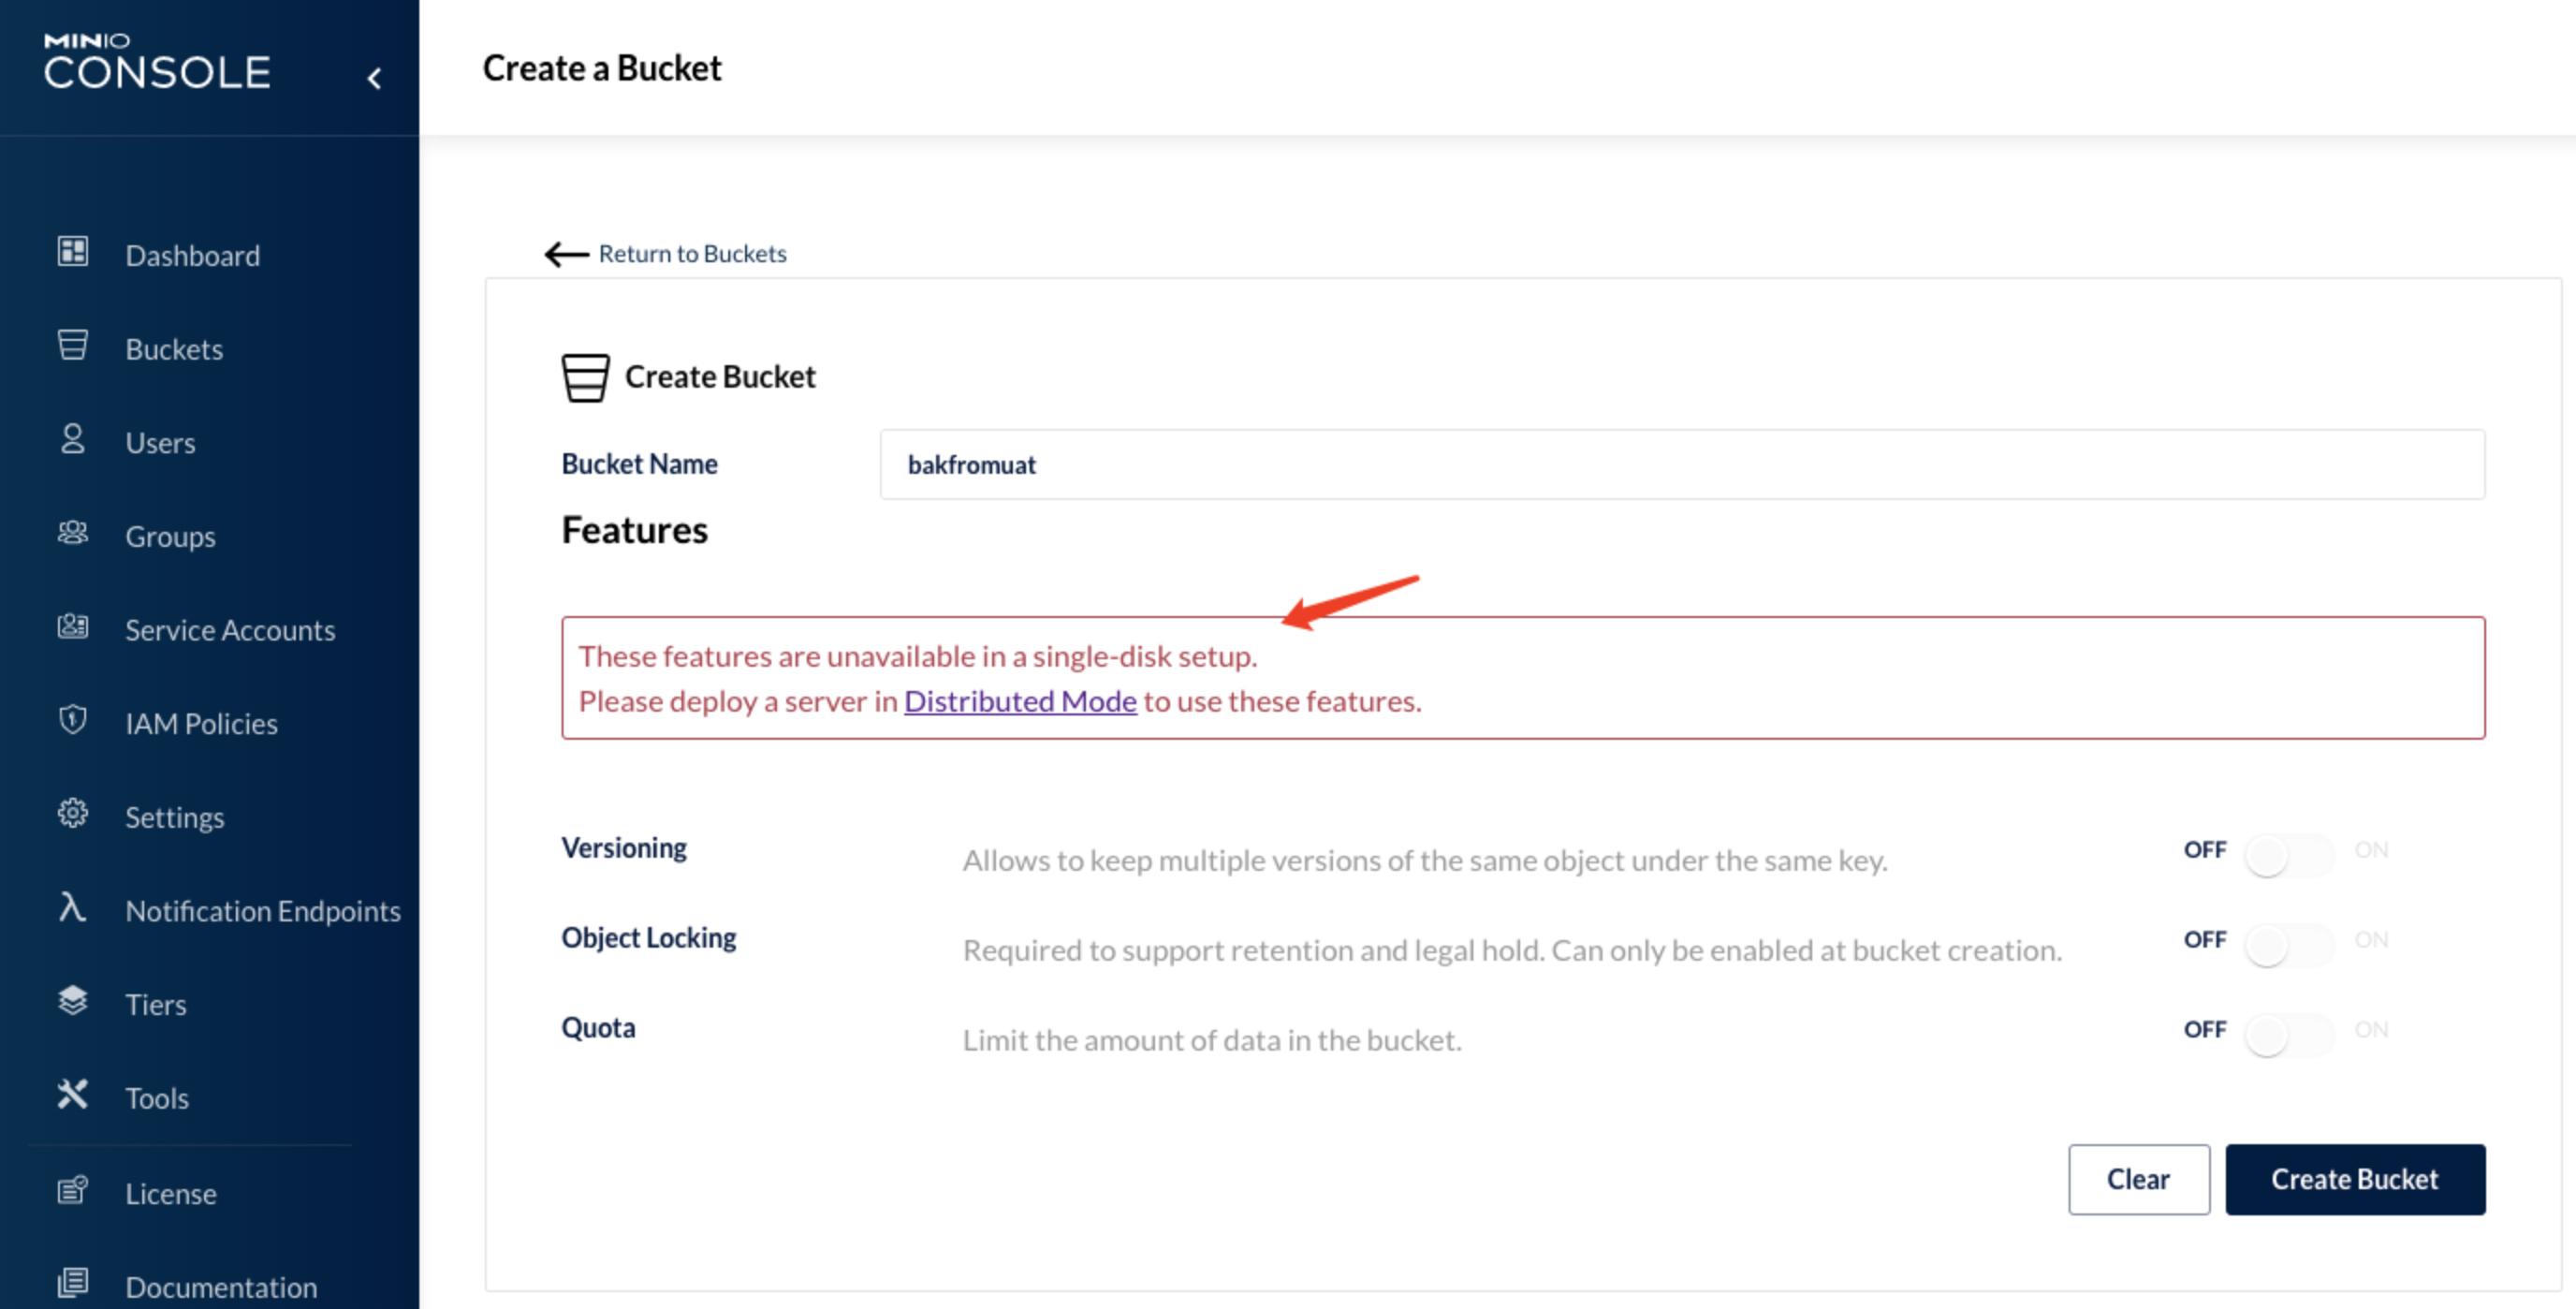 MINIO
CONSOLE
Create a Bucket
Dashboard
Buckets
Users
Groups
Service Accounts
IAM Policies
Settings
Notification Endpoints
Tiers
Tools
License
Documentation
Return to Buckets
Create Bucket
Bucket Name bakfromuat
Features
These features are unavailable in a single-disk setup.
Please deploy a server in Distributed Mode to use these features.
Versioning Allows to keep multiple versions of the same object under the same key. OFF ON
Object Locking Required to support retention and legal hold. Can only be enabled at bucket creation. OFF ON
Quota Limit the amount of data in the bucket. OFF ON
Clear Create Bucket